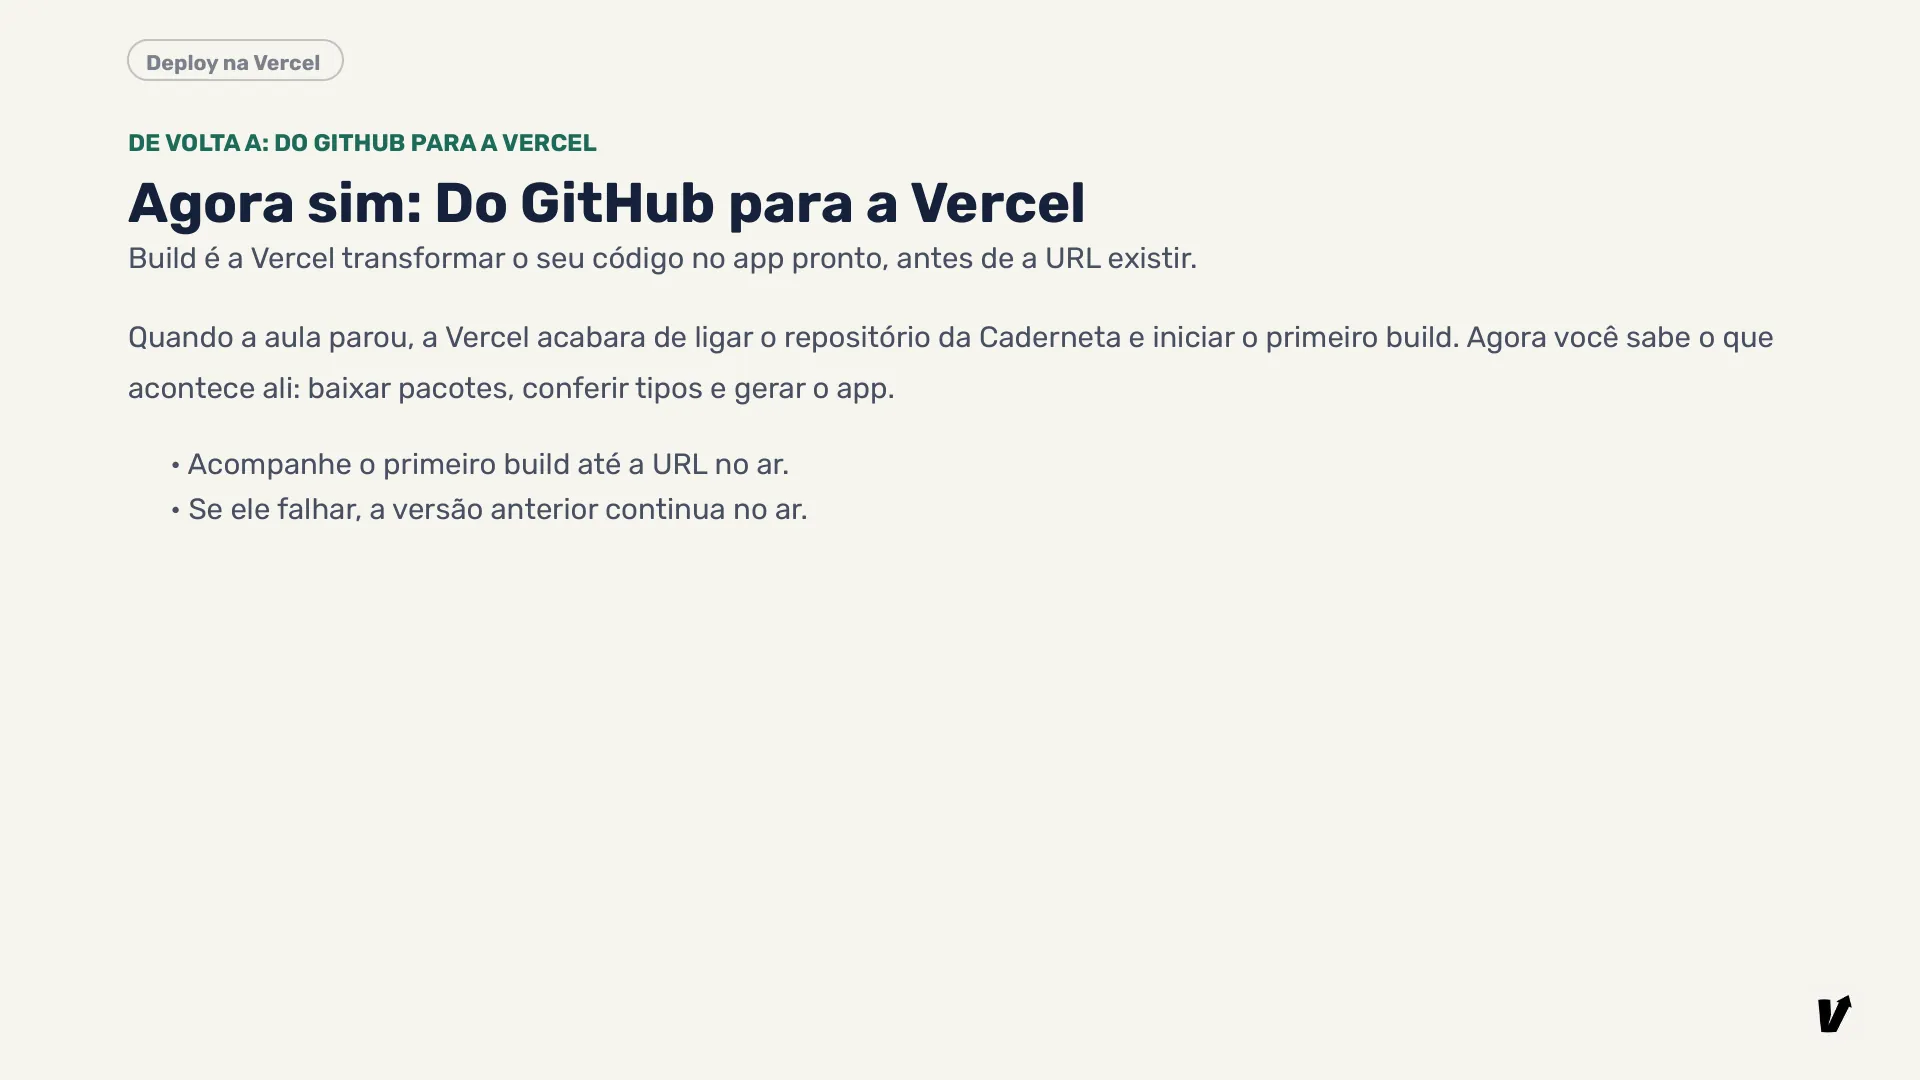 Deploy na Vercel
DE VOLTA A: DO GITHUB PARA A VERCEL
Agora sim: Do GitHub para a Vercel
Build é a Vercel transformar o seu código no app pronto, antes de a URL existir.
Quando a aula parou, a Vercel acabara de ligar o repositório da Caderneta e iniciar o primeiro build. Agora você sabe o que
acontece ali: baixar pacotes, conferir tipos e gerar o app.
• Acompanhe o primeiro build até a URL no ar.
• Se ele falhar, a versão anterior continua no ar.